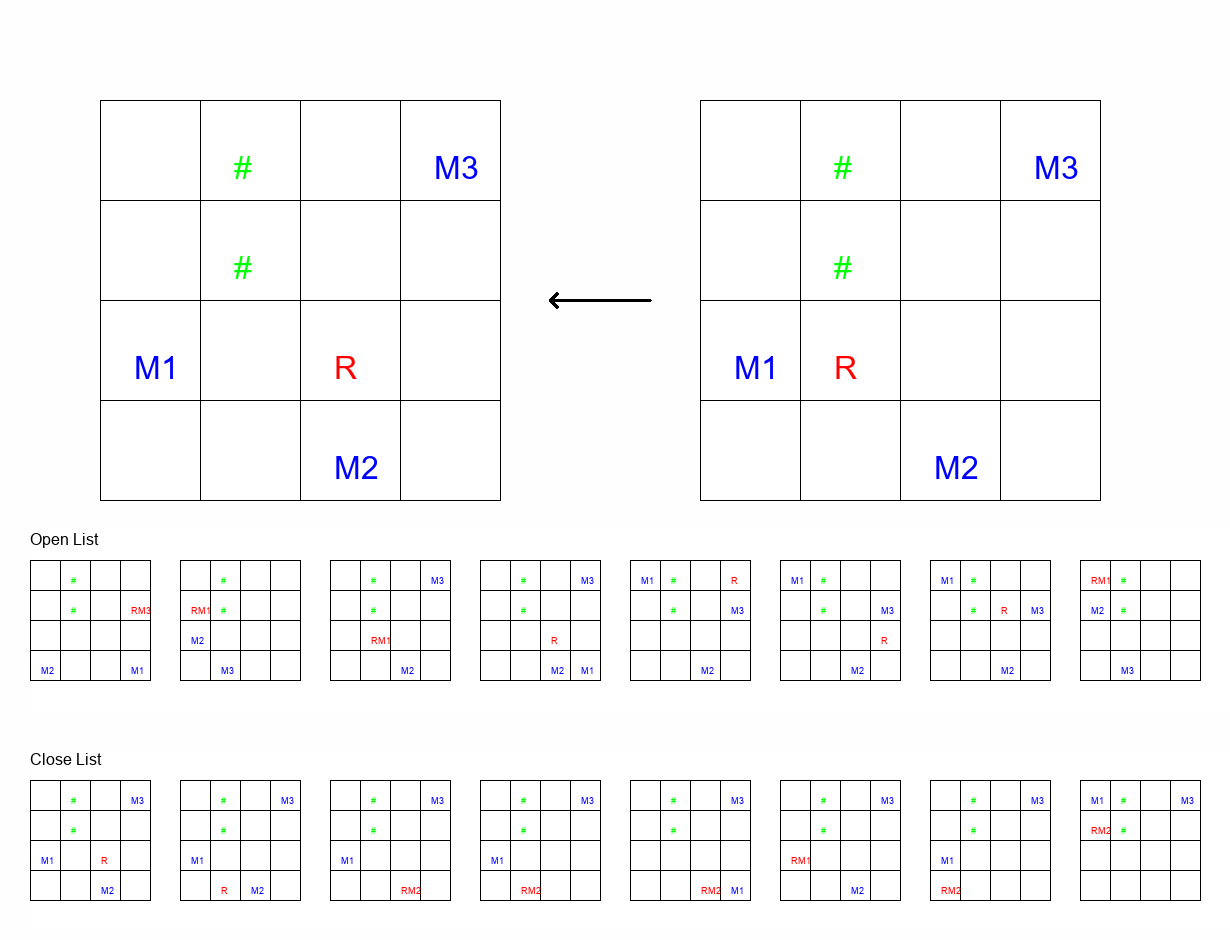 # M3 # M3
# #
M1 R M1 R
M2 M2
Open List
# # # M3 # M3 M1 # R M1 # M1 # RM1 #
# RM3 RM1 # # # # M3 # M3 # R M3 M2 #
M2 RM1 R R
M2 M1 M3 M2 M2 M1 M2 M2 M2 M3
Close List
# M3 # M3 # M3 # M3 # M3 # M3 # M3 M1 # M3
# # # # # # # RM2 #
M1 R M1 M1 M1 RM1 M1
M2 R M2 RM2 RM2 RM2 M1 M2 RM2